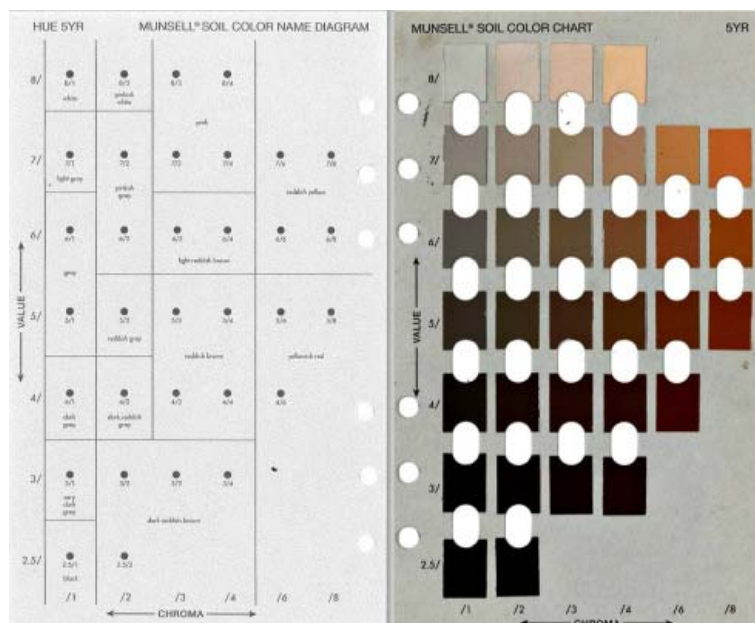 HUE 5YR MUNSELL® SOIL COLOR NAME DIAGRAM
8/
8/1 8/2 8/3 8/4
white
pinkish
white
pink
7/
7/1 7/2 7/3 7/4 7/6 7/8
light gray
pinkish
gray
reddish yellow
6/
6/1 6/2 6/3 6/4 6/6 6/8
gray
light reddish brown
VALUE
5/
5/1 5/2 5/3 5/4 5/6 5/8
reddish gray
reddish brown
yellowish red
4/
4/1 4/2 4/3 4/4 4/6
dark
gray
dark reddish
gray
3/
3/1 3/2 3/3 3/4
very
dark
gray
dark reddish brown
2.5/
2.5/1 2.5/2
black
/1 /2 /3 /4 /6 /8
CHROMA
MUNSELL® SOIL COLOR CHART 5YR
8/
7/
6/
VALUE
5/
4/
3/
2.5/
/1 /2 /3 /4 /6 /8
CHROMA